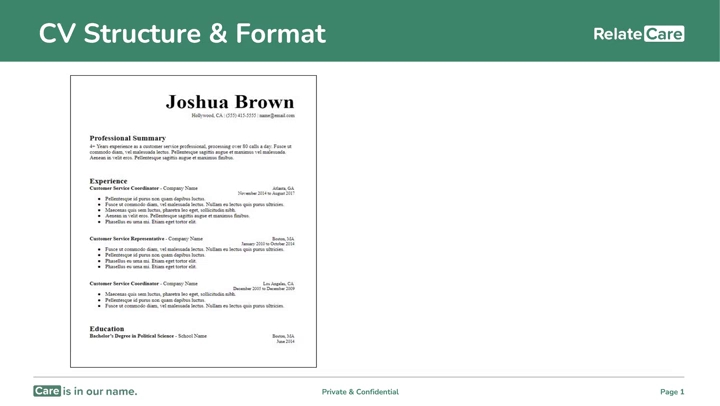 CV Structure & Format
RelateCare
Joshua Brown
Hollywood, CA | (555) 415-5555 | name@email.com
Professional Summary
4+ Years experience as a customer service professional, processing over 60 calls a day. Fusce ut
commodo diam, vel malesuada lectus. Pellentesque sagittis augue et maximus finibus.
Aenean in velit eros. Pellentesque sagittis augue et maximus finibus.
Experience
Customer Service Coordinator - Company Name
Atlanta, GA
November 2014 to August 2017
● Pellentesque id purus non quam dapibus luctus.
● Fusce ut commodo diam, vel malesuada lectus. Nullam eu lectus quis purus ultricies.
● Maecenas quis sem luctus, pharetra leo eget, sollicitudin nibh.
● Aenean in velit eros. Pellentesque sagittis augue et maximus finibus.
● Phasellus eu urna mi. Etiam eget tortor elit.
Customer Service Representative - Company Name
Boston, MA
January 2010 to October 2014
● Fusce ut commodo diam, vel malesuada lectus. Nullam eu lectus quis purus ultricies.
● Pellentesque id purus non quam dapibus luctus.
● Phasellus eu urna mi. Etiam eget tortor elit.
● Phasellus eu urna mi. Etiam eget tortor elit.
Customer Service Coordinator - Company Name
Los Angeles, CA
December 2005 to December 2009
● Maecenas quis sem luctus, pharetra leo eget, sollicitudin nibh.
● Pellentesque id purus non quam dapibus luctus.
● Fusce ut commodo diam, vel malesuada lectus. Nullam eu lectus quis purus ultricies.
Education
Bachelor's Degree in Political Science - School Name
Boston, MA
June 2004
Care is in our name.
Private & Confidential
Page 1